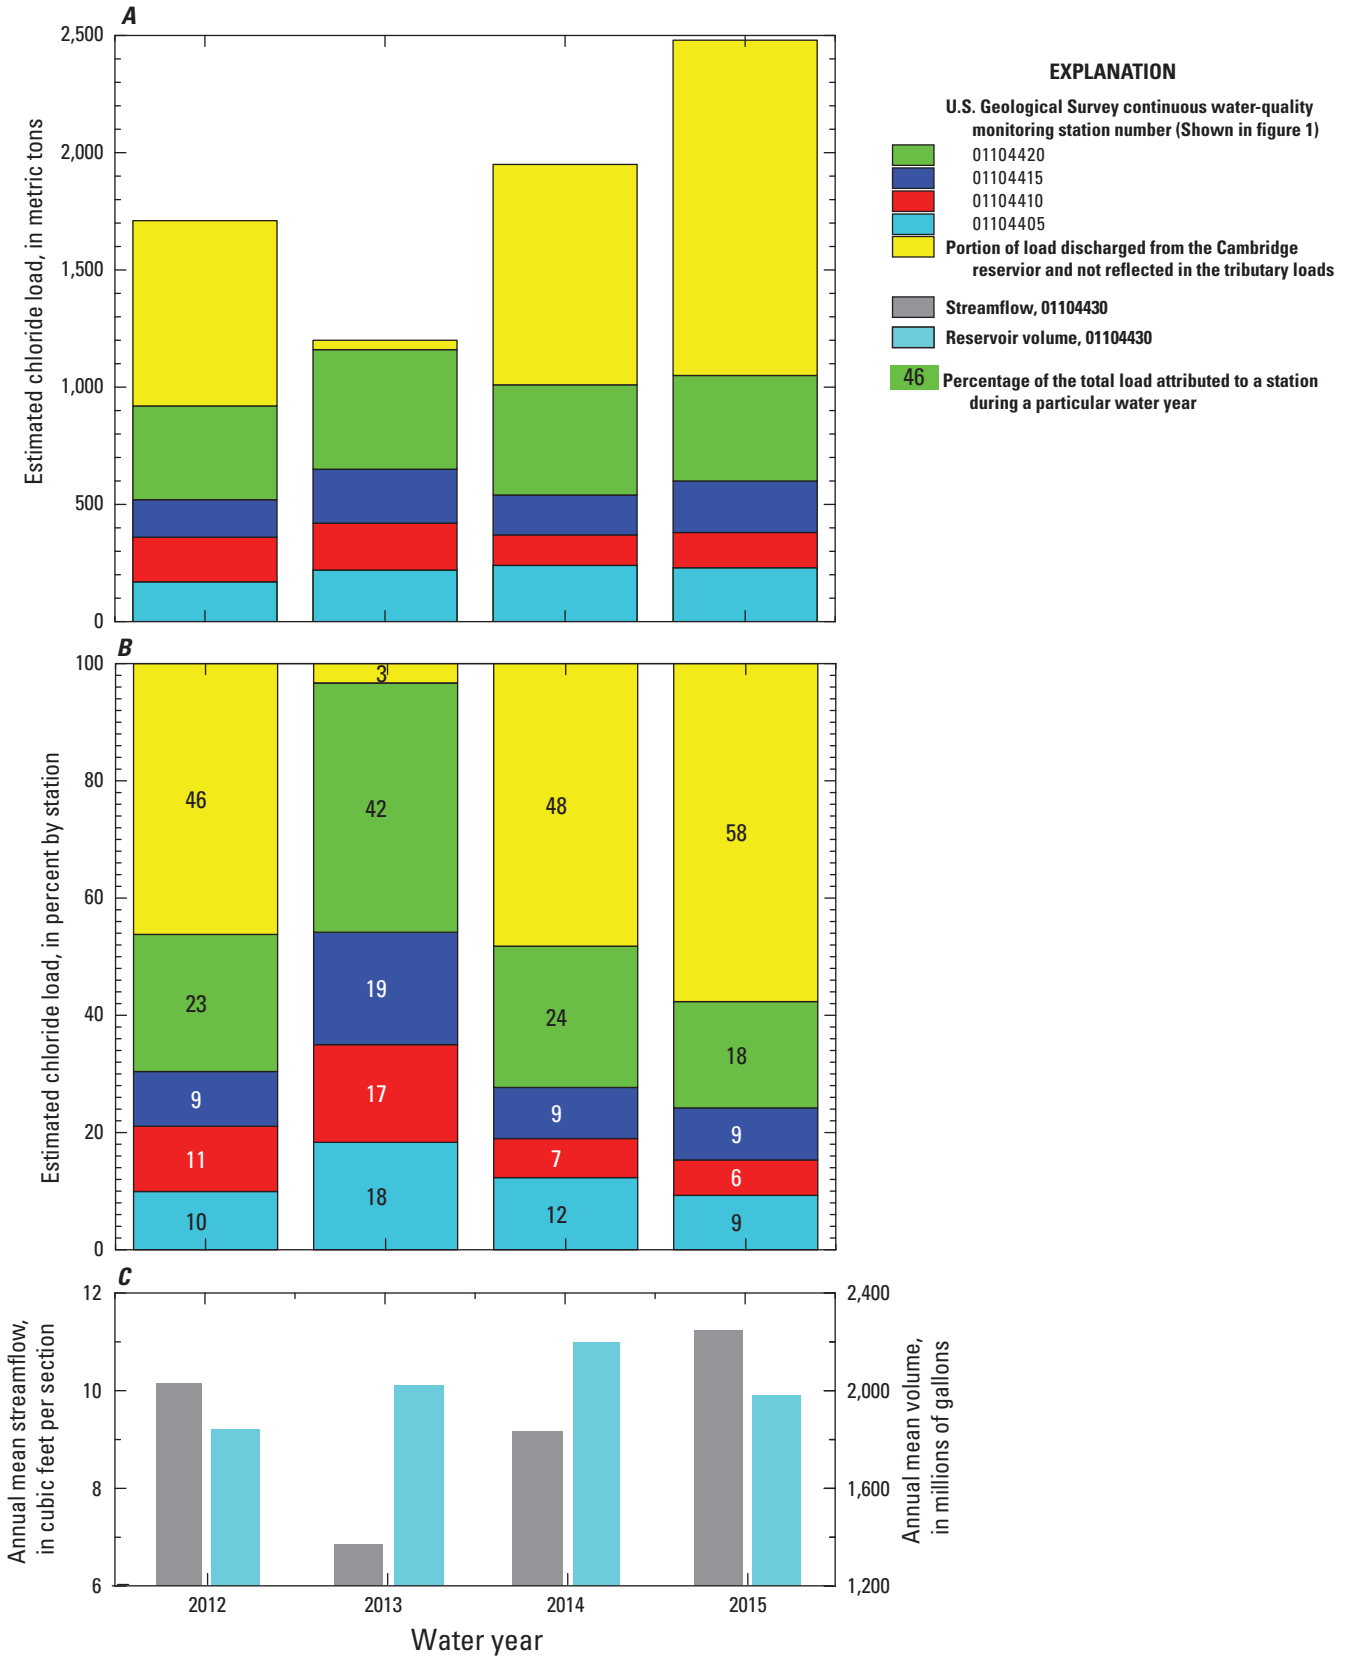 A
2,500
2,000
1,500
1,000
500
0
Estimated chloride load, in metric tons
EXPLANATION
U.S. Geological Survey continuous water-quality
monitoring station number (Shown in figure 1)
01104420
01104415
01104410
01104405
Portion of load discharged from the Cambridge
reservior and not reflected in the tributary loads
Streamflow, 01104430
Reservoir volume, 01104430
46 Percentage of the total load attributed to a station
during a particular water year
B
100
80
60
40
20
0
Estimated chloride load, in percent by station
46
23
9
11
10
3
42
19
17
18
48
24
9
7
12
58
18
9
6
9
C
12
10
8
6
Annual mean streamflow,
in cubic feet per section
2,400
2,000
1,600
1,200
Annual mean volume,
in millions of gallons
2012 2013 2014 2015
Water year